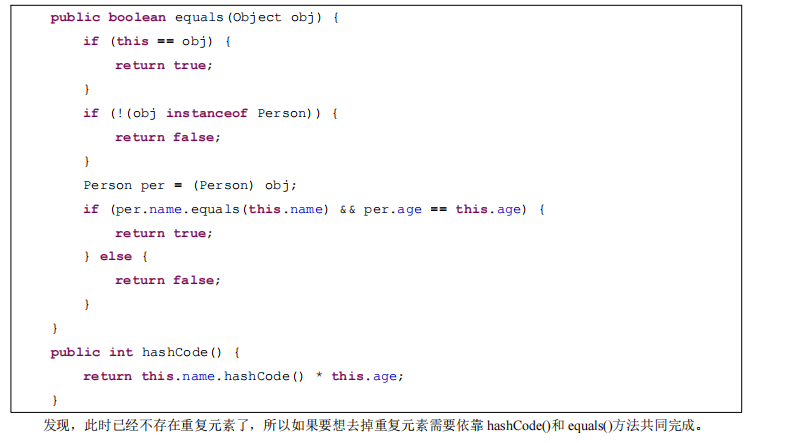 public boolean equals(Object obj) {
if (this == obj) {
return true;
}
if (!(obj instanceof Person)) {
return false;
}
Person per = (Person) obj;
if (per.name.equals(this.name) && per.age == this.age) {
return true;
} else {
return false;
}
}
public int hashCode() {
return this.name.hashCode() * this.age;
}
发现，此时已经不存在重复元素了，所以如果要想去掉重复元素需要依靠 hashCode()和 equals()方法共同完成。